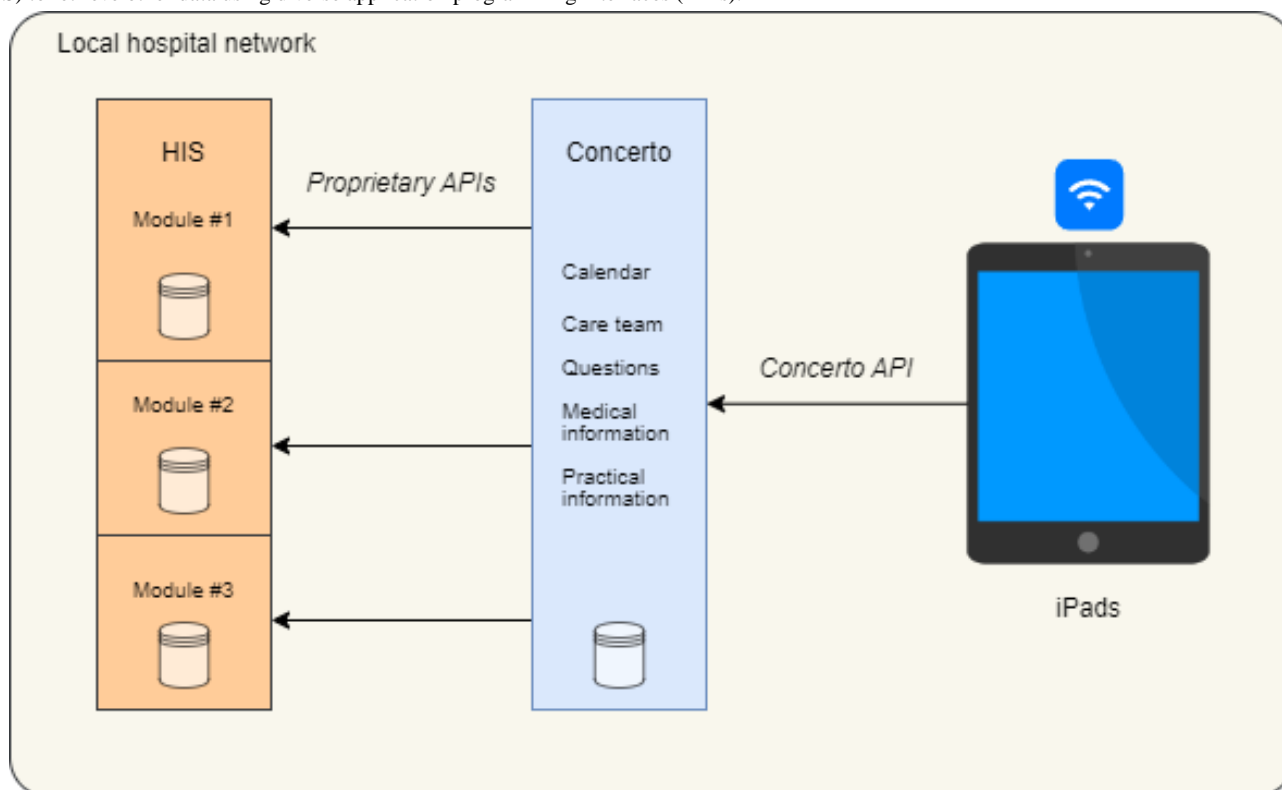 Local hospital network
HIS
Module #1
Module #2
Module #3
Proprietary APIs
Concerto
Calendar
Care team
Questions
Medical
information
Practical
information
Concerto API
iPads